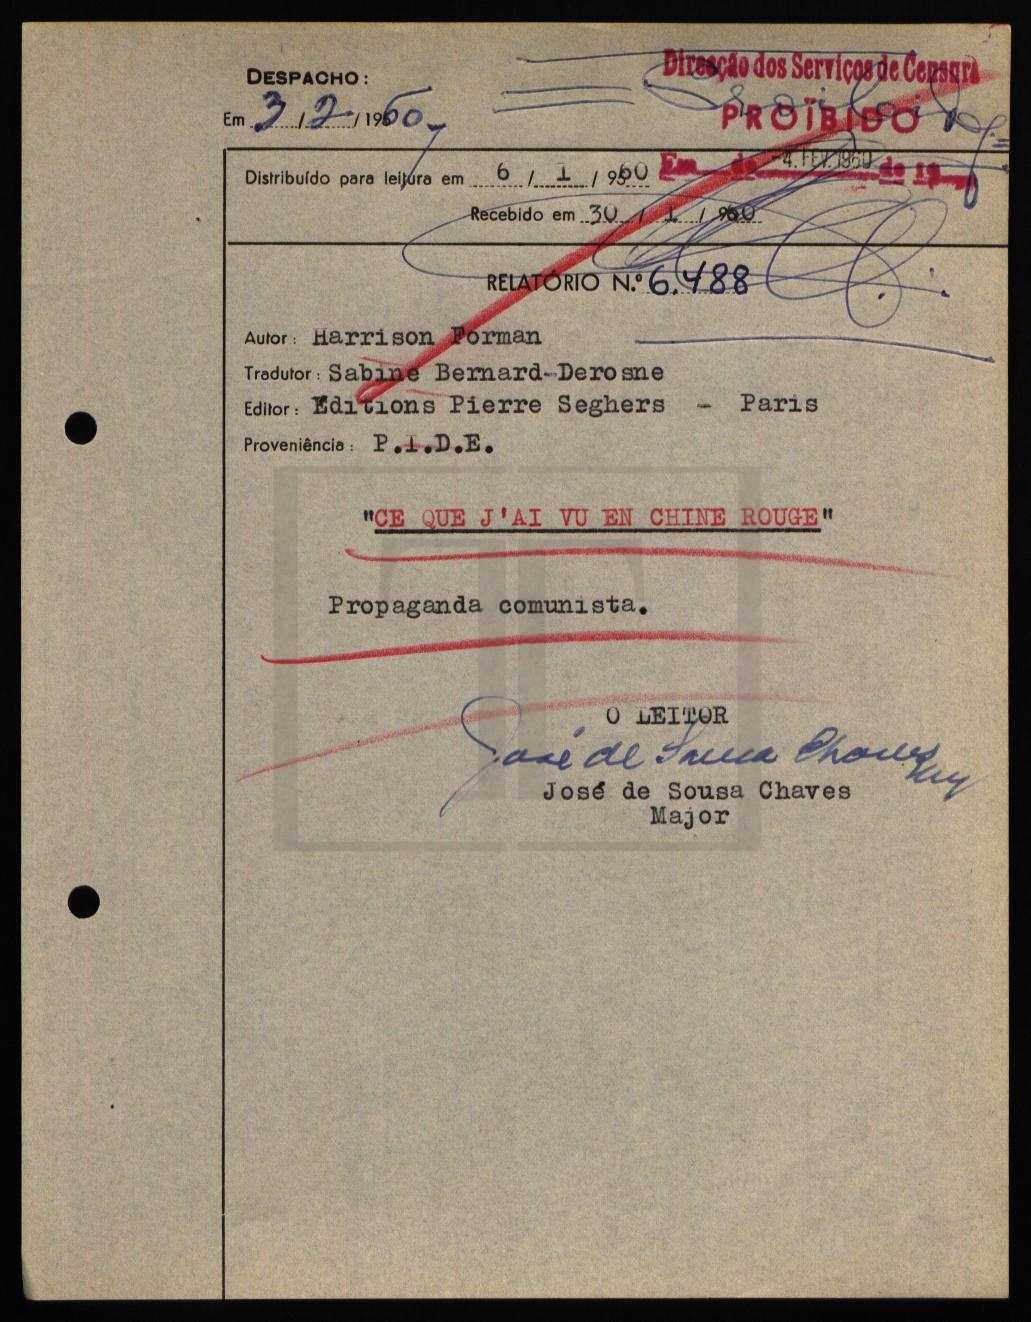 Direcção dos Serviços de Censura
DESPACHO:
PROÏBIDO
Em 3/2/1960
Em de -4. FEV. 1960 de 19
Distribuído para leitura em 6 / 1 / 960
Recebido em 30 / 1 / 960
RELATÓRIO N.º 6.488
Autor: Harrison Forman
Tradutor: Sabine Bernard-Derosne
Editor: Editions Pierre Seghers - Paris
Proveniência: P.I.D.E.
"CE QUE J'AI VU EN CHINE ROUGE"
Propaganda comunista.
O LEITOR
José de Sousa Chaves
José de Sousa Chaves
Major